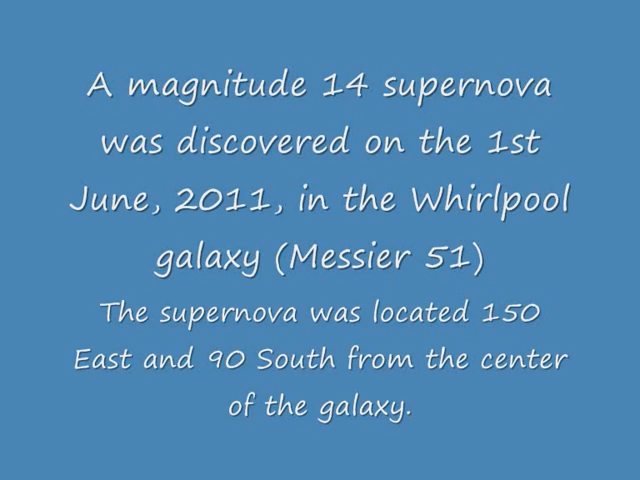 A magnitude 14 supernova
was discovered on the 1st
June, 2011, in the Whirlpool
galaxy (Messier 51)
The supernova was located 150
East and 90 South from the center
of the galaxy.